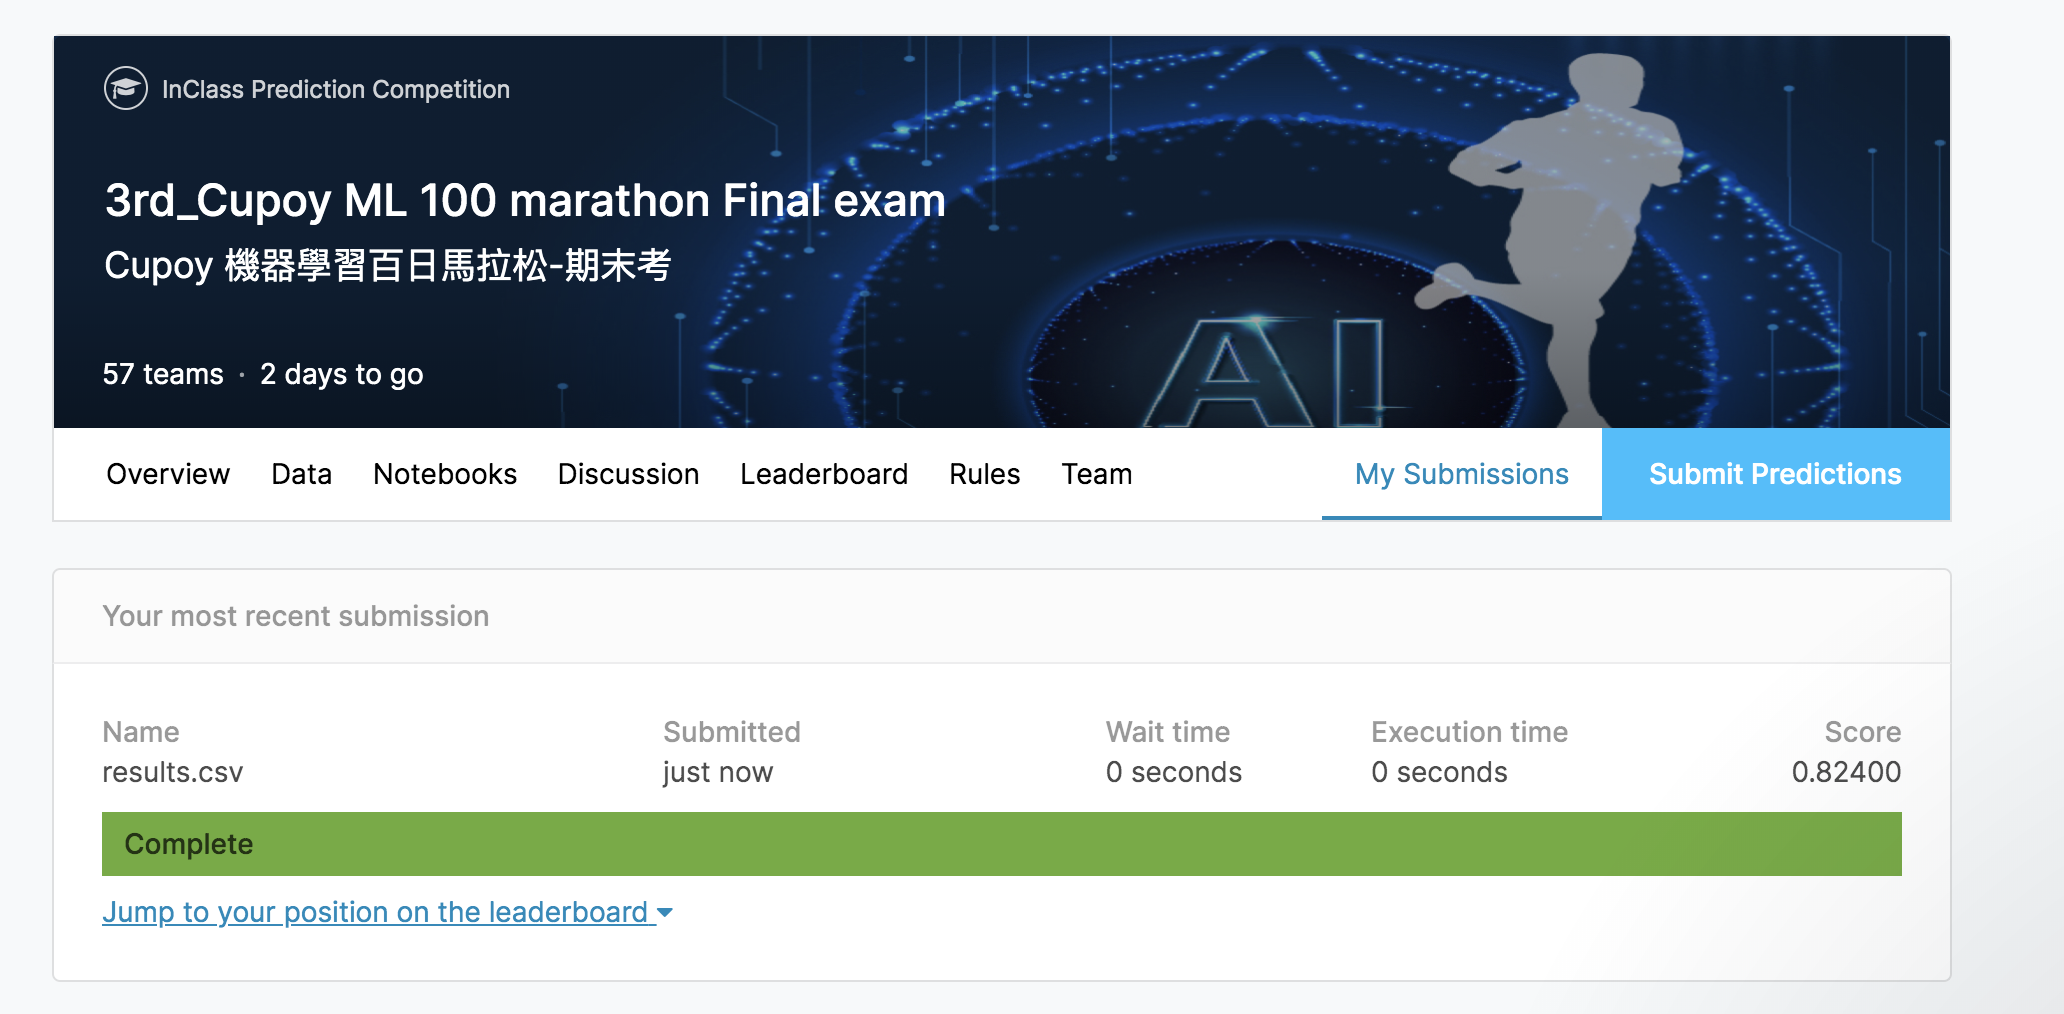 InClass Prediction Competition
3rd_Cupoy ML 100 marathon Final exam
Cupoy 機器學習百日馬拉松-期末考
57 teams · 2 days to go
AI
Overview Data Notebooks Discussion Leaderboard Rules Team My Submissions Submit Predictions
Your most recent submission
Name Submitted Wait time Execution time Score
results.csv just now 0 seconds 0 seconds 0.82400
Complete
Jump to your position on the leaderboard